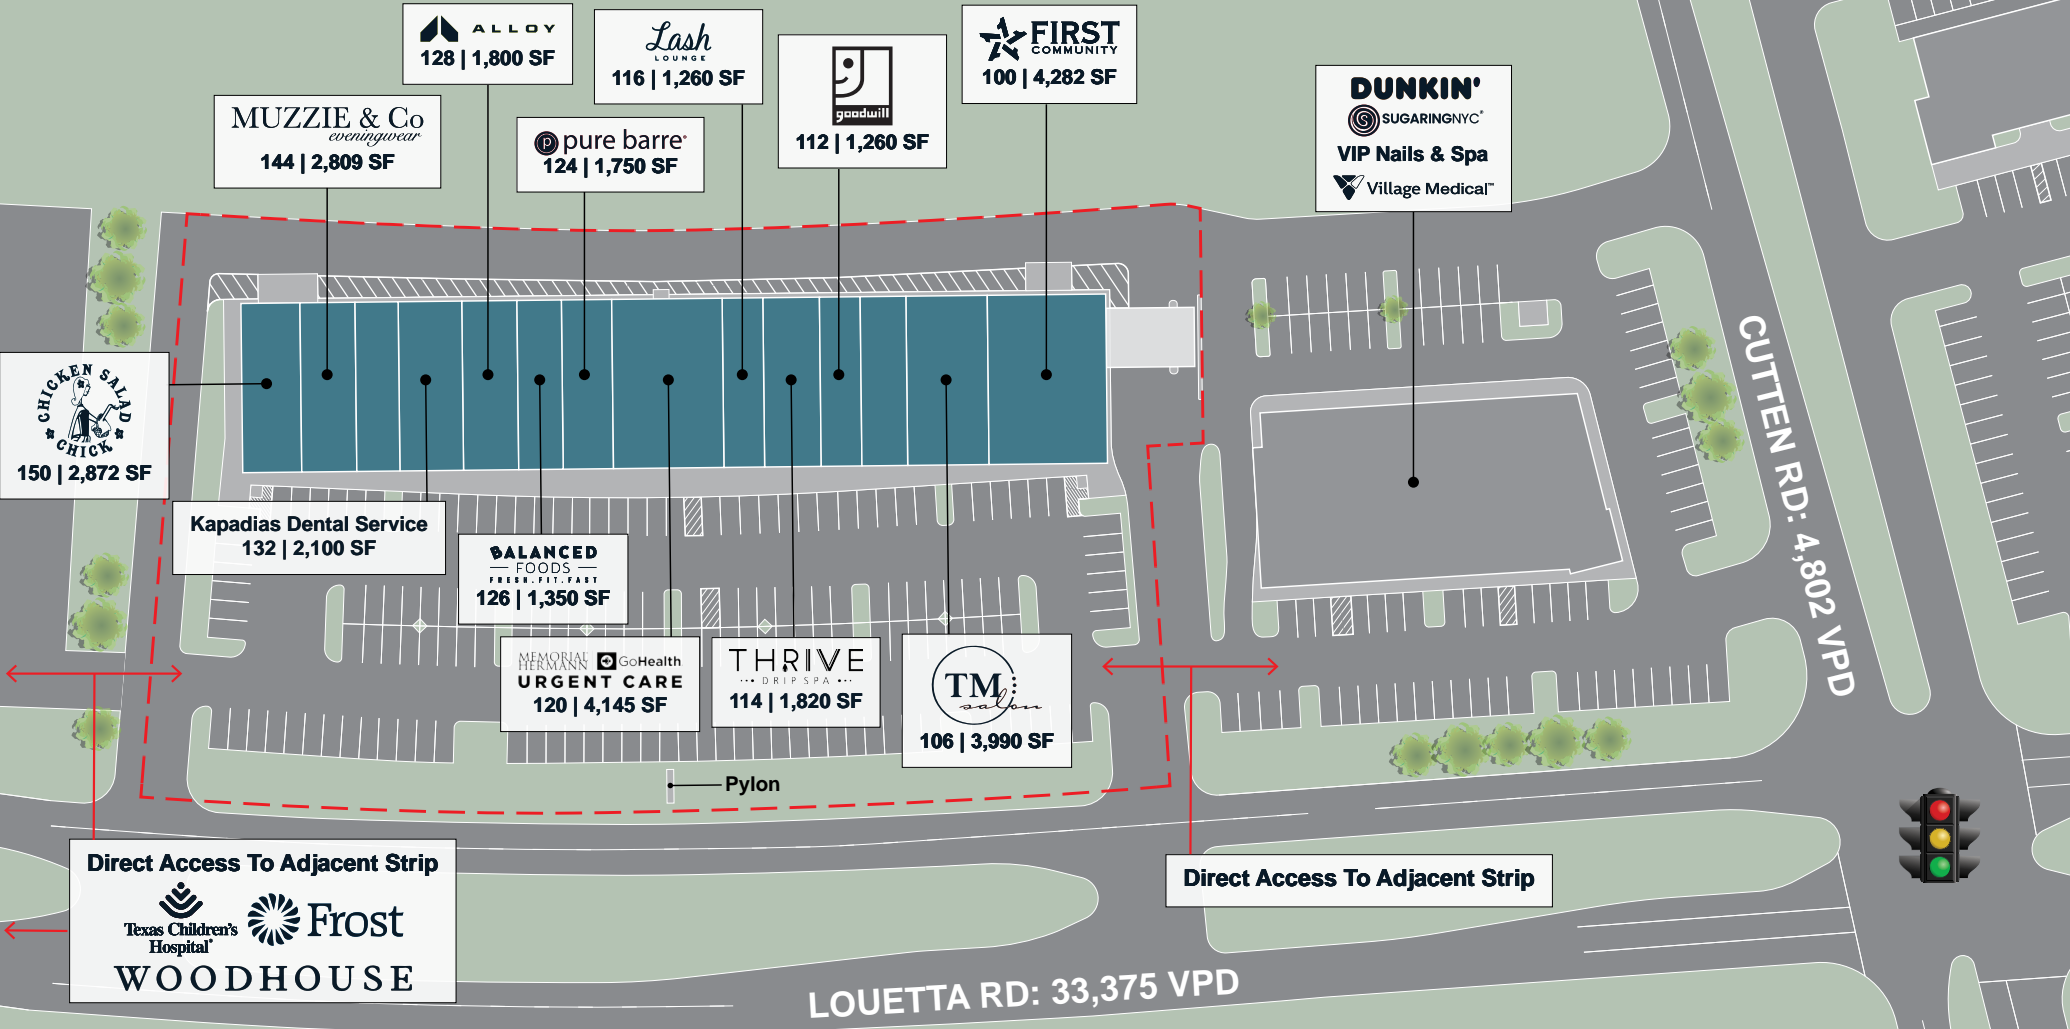 ALLOY
128 | 1,800 SF
Lash
LOUNGE
116 | 1,260 SF
goodwill
112 | 1,260 SF
FIRST
COMMUNITY
100 | 4,282 SF
DUNKIN'
S SUGARINGNYC®
VIP Nails & Spa
Village Medical™
MUZZIE & Co
eveningwear
144 | 2,809 SF
p pure barre®
124 | 1,750 SF
CHICKEN SALAD
CHICK
150 | 2,872 SF
Kapadias Dental Service
132 | 2,100 SF
BALANCED
FOODS
FRESH.FIT.FAST
126 | 1,350 SF
MEMORIAL
HERMANN GoHealth
URGENT CARE
120 | 4,145 SF
THRIVE
DRIP SPA
114 | 1,820 SF
TM
salon
106 | 3,990 SF
CUTTEN RD: 4,802 VPD
Pylon
Direct Access To Adjacent Strip
Texas Children's
Hospital®
Frost
WOODHOUSE
Direct Access To Adjacent Strip
LOUETTA RD: 33,375 VPD